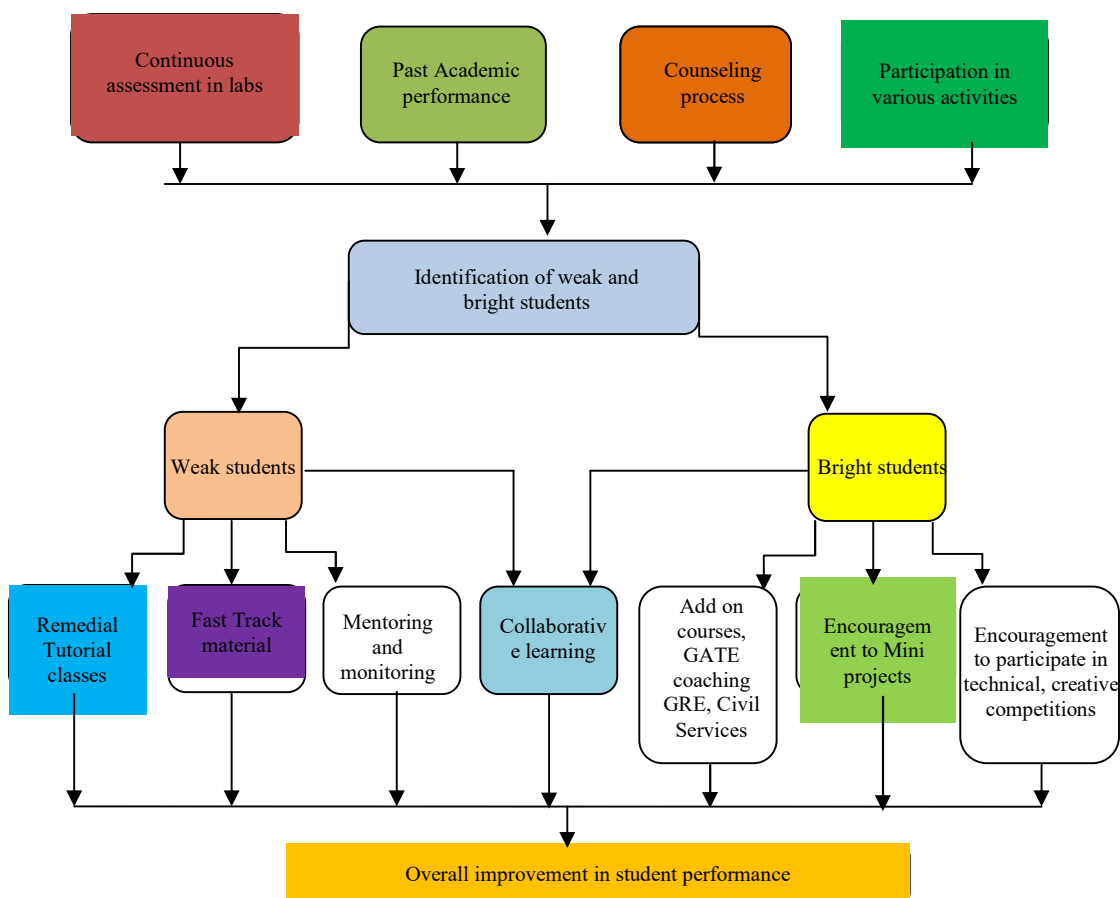 Continuous
assessment in labs
Past Academic
performance
Counseling
process
Participation in
various activities
Identification of weak and
bright students
Weak students
Bright students
Remedial
Tutorial
classes
Fast Track
material
Mentoring
and
monitoring
Collaborativ
e learning
Add on
courses,
GATE
coaching
GRE, Civil
Services
Encouragem
ent to Mini
projects
Encouragement
to participate in
technical, creative
competitions
Overall improvement in student performance